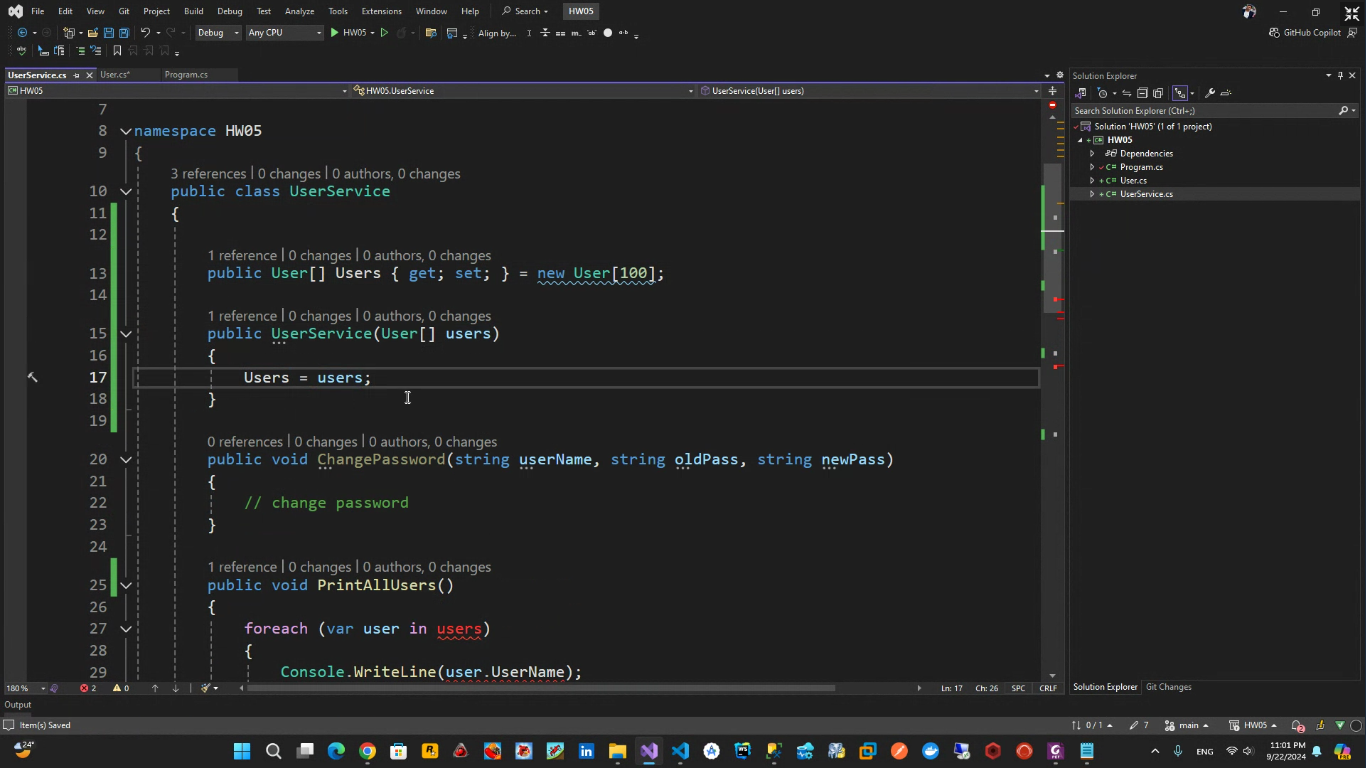 File Edit View Git Project Build Debug Test Analyze Tools Extensions Window Help Search HW05
Debug Any CPU HW05 Align by... GitHub Copilot
UserService.cs User.cs* Program.cs
HW05 HW05.UserService UserService(User[] users)
7
8 namespace HW05
9 {
3 references | 0 changes | 0 authors, 0 changes
10 public class UserService
11 {
12
1 reference | 0 changes | 0 authors, 0 changes
13 public User[] Users { get; set; } = new User[100];
14
1 reference | 0 changes | 0 authors, 0 changes
15 public UserService(User[] users)
16 {
17 Users = users;
18 }
19
0 references | 0 changes | 0 authors, 0 changes
20 public void ChangePassword(string userName, string oldPass, string newPass)
21 {
22 // change password
23 }
24
1 reference | 0 changes | 0 authors, 0 changes
25 public void PrintAllUsers()
26 {
27 foreach (var user in users)
28 {
29 Console.WriteLine(user.UserName);
180 % 2 0 Ln: 17 Ch: 26 SPC CRLF
Solution Explorer
Search Solution Explorer (Ctrl+;)
Solution 'HW05' (1 of 1 project)
HW05
Dependencies
Program.cs
User.cs
UserService.cs
Solution Explorer Git Changes
Output
Item(s) Saved 0 / 1 7 main HW05 2
24° ENG 11:01 PM
9/22/2024